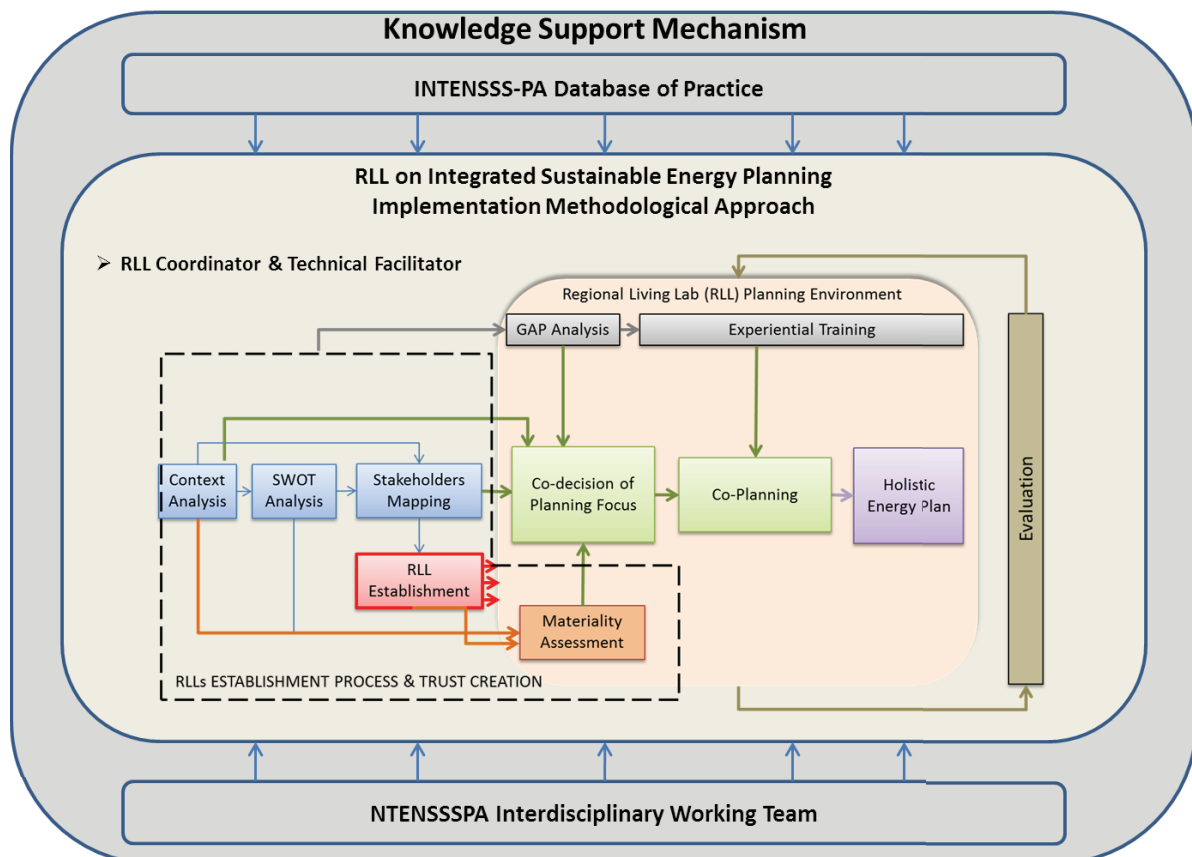 Knowledge Support Mechanism
INTENSSS-PA Database of Practice
RLL on Integrated Sustainable Energy Planning
Implementation Methodological Approach
➢ RLL Coordinator & Technical Facilitator
Regional Living Lab (RLL) Planning Environment
GAP Analysis
Experiential Training
Context
Analysis
SWOT
Analysis
Stakeholders
Mapping
Co-decision of
Planning Focus
Co-Planning
Holistic
Energy Plan
Evaluation
RLL
Establishment
Materiality
Assessment
RLLs ESTABLISHMENT PROCESS & TRUST CREATION
NTENSSSPA Interdisciplinary Working Team